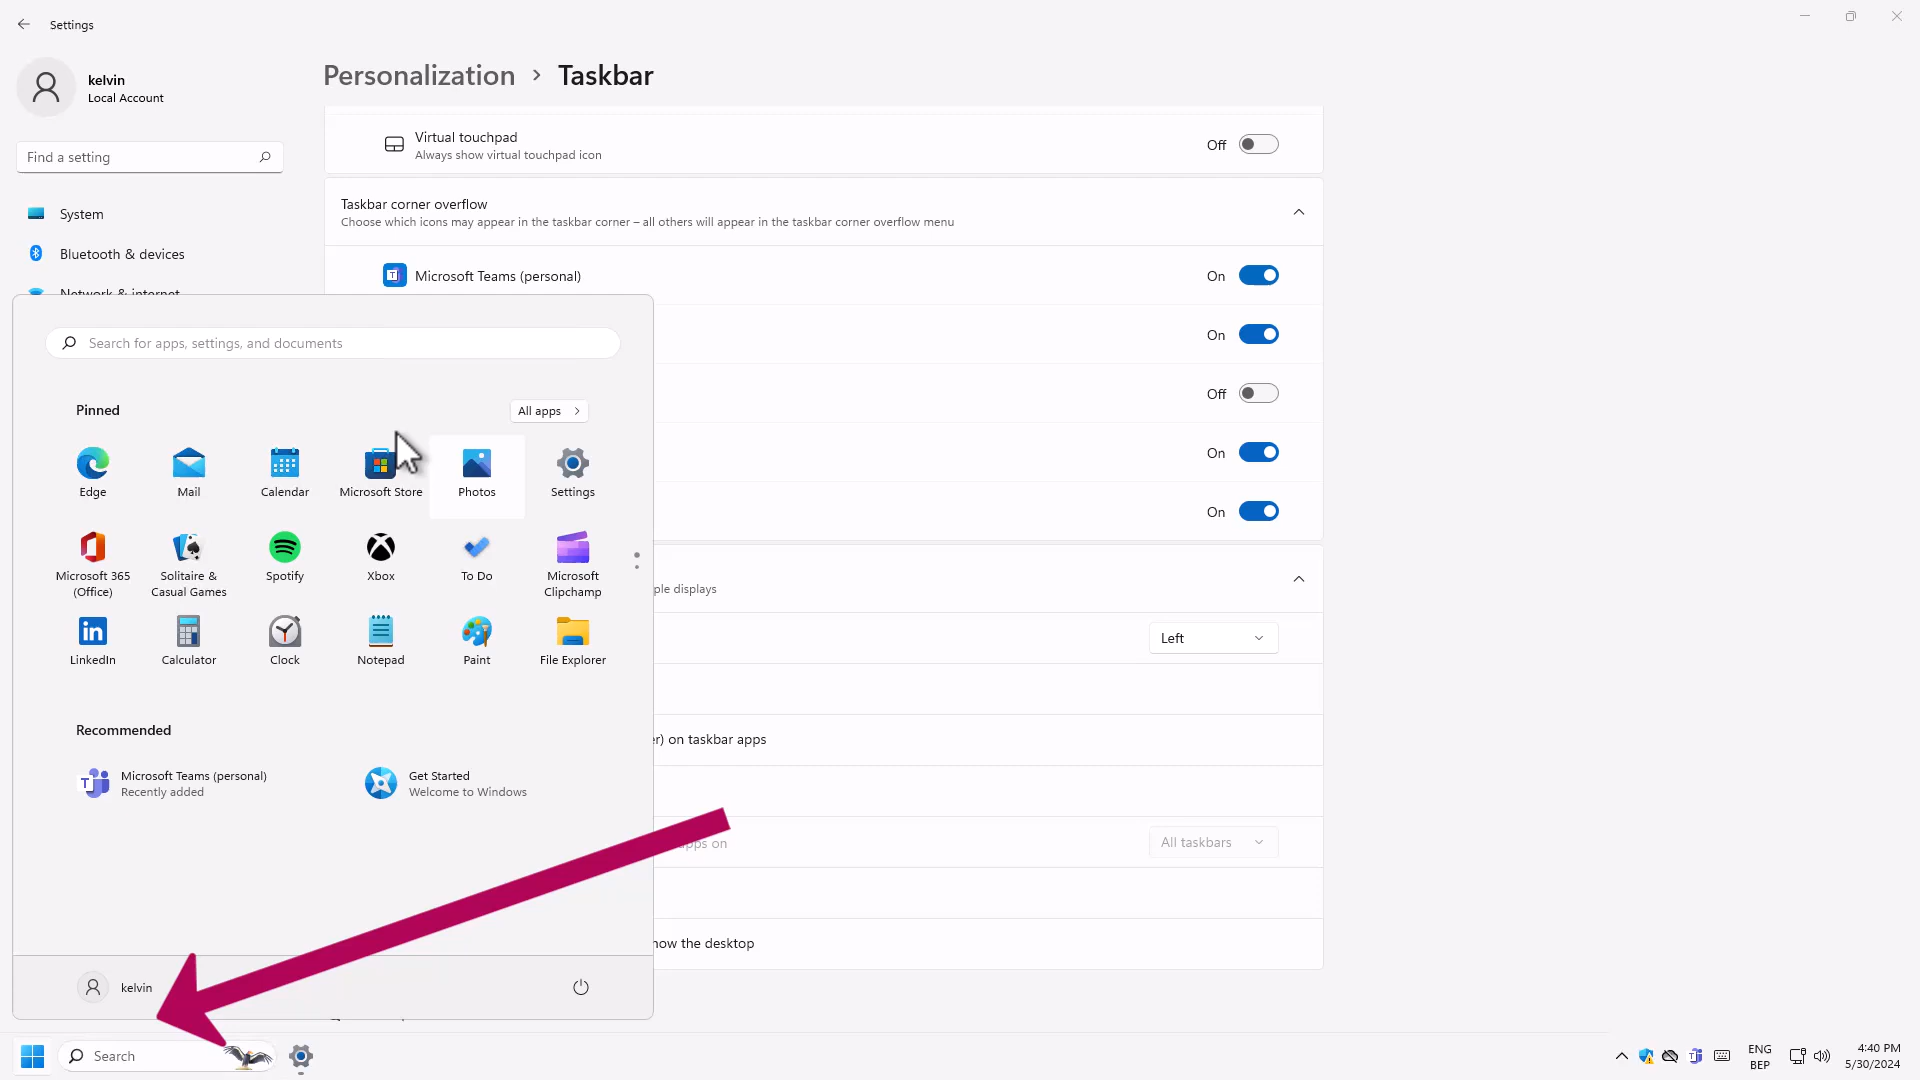 Settings
kelvin
Local Account
Find a setting
System
Bluetooth & devices
Network & internet
Personalization > Taskbar
Virtual touchpad
Always show virtual touchpad icon
Off
Taskbar corner overflow
Choose which icons may appear in the taskbar corner – all others will appear in the taskbar corner overflow menu
Microsoft Teams (personal)
On
On
Off
On
On
ple displays
Left
) on taskbar apps
pps on
All taskbars
how the desktop
Search for apps, settings, and documents
Pinned
All apps >
Edge
Mail
Calendar
Microsoft Store
Photos
Settings
Microsoft 365
(Office)
Solitaire &
Casual Games
Spotify
Xbox
To Do
Microsoft
Clipchamp
LinkedIn
Calculator
Clock
Notepad
Paint
File Explorer
Recommended
Microsoft Teams (personal)
Recently added
Get Started
Welcome to Windows
kelvin
Search
ENG
BEP
4:40 PM
5/30/2024